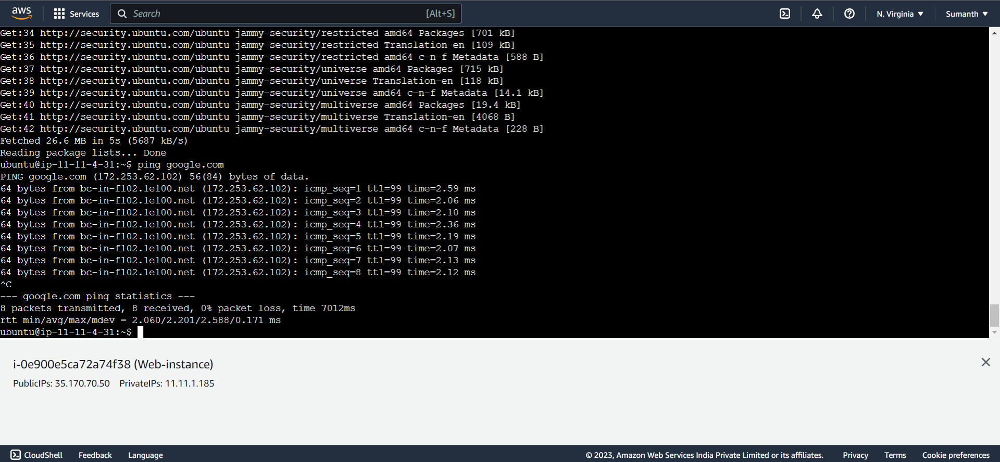 aws Services Search [Alt+S] N. Virginia ▼ Sumanth ▼
Get:34 http://security.ubuntu.com/ubuntu jammy-security/restricted amd64 Packages [701 kB]
Get:35 http://security.ubuntu.com/ubuntu jammy-security/restricted Translation-en [109 kB]
Get:36 http://security.ubuntu.com/ubuntu jammy-security/restricted amd64 c-n-f Metadata [588 B]
Get:37 http://security.ubuntu.com/ubuntu jammy-security/universe amd64 Packages [715 kB]
Get:38 http://security.ubuntu.com/ubuntu jammy-security/universe Translation-en [118 kB]
Get:39 http://security.ubuntu.com/ubuntu jammy-security/universe amd64 c-n-f Metadata [14.1 kB]
Get:40 http://security.ubuntu.com/ubuntu jammy-security/multiverse amd64 Packages [19.4 kB]
Get:41 http://security.ubuntu.com/ubuntu jammy-security/multiverse Translation-en [4068 B]
Get:42 http://security.ubuntu.com/ubuntu jammy-security/multiverse amd64 c-n-f Metadata [228 B]
Fetched 26.6 MB in 5s (5687 kB/s)
Reading package lists... Done
ubuntu@ip-11-11-4-31:~$ ping google.com
PING google.com (172.253.62.102) 56(84) bytes of data.
64 bytes from bc-in-f102.1e100.net (172.253.62.102): icmp_seq=1 ttl=99 time=2.59 ms
64 bytes from bc-in-f102.1e100.net (172.253.62.102): icmp_seq=2 ttl=99 time=2.06 ms
64 bytes from bc-in-f102.1e100.net (172.253.62.102): icmp_seq=3 ttl=99 time=2.10 ms
64 bytes from bc-in-f102.1e100.net (172.253.62.102): icmp_seq=4 ttl=99 time=2.36 ms
64 bytes from bc-in-f102.1e100.net (172.253.62.102): icmp_seq=5 ttl=99 time=2.19 ms
64 bytes from bc-in-f102.1e100.net (172.253.62.102): icmp_seq=6 ttl=99 time=2.07 ms
64 bytes from bc-in-f102.1e100.net (172.253.62.102): icmp_seq=7 ttl=99 time=2.13 ms
64 bytes from bc-in-f102.1e100.net (172.253.62.102): icmp_seq=8 ttl=99 time=2.12 ms
^C
--- google.com ping statistics ---
8 packets transmitted, 8 received, 0% packet loss, time 7012ms
rtt min/avg/max/mdev = 2.060/2.201/2.588/0.171 ms
ubuntu@ip-11-11-4-31:~$
i-0e900e5ca72a74f38 (Web-instance)
PublicIPs: 35.170.70.50 PrivateIPs: 11.11.1.185
CloudShell Feedback Language © 2023, Amazon Web Services India Private Limited or its affiliates. Privacy Terms Cookie preferences